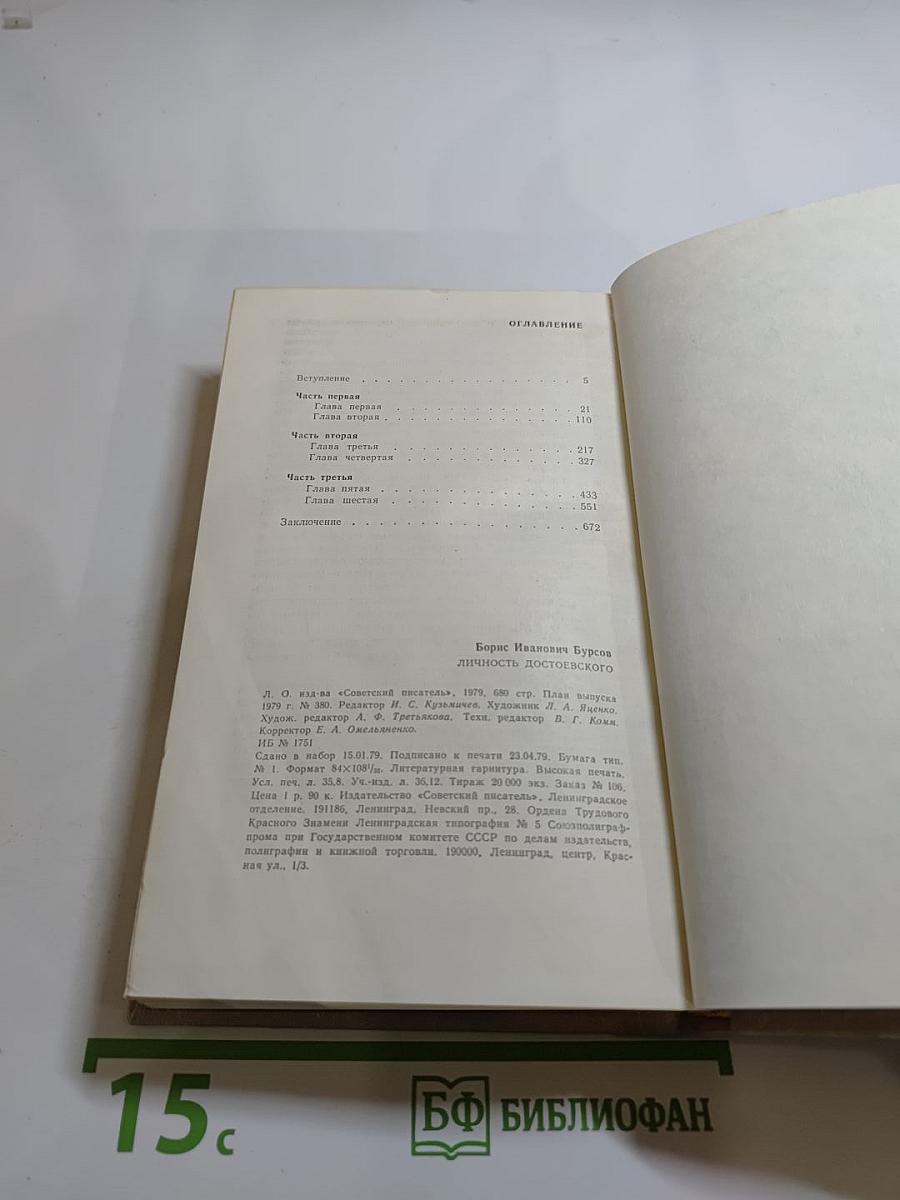 ОГЛАВЛЕНИЕ
Вступление . . . . . . . . . . . . . . . . . 5
Часть первая
Глава первая . . . . . . . . . . . . . . 21
Глава вторая . . . . . . . . . . . . . . . 110
Часть вторая
Глава третья . . . . . . . . . . . . . . 217
Глава четвертая . . . . . . . . . . . . . 327
Часть третья
Глава пятая . . . . . . . . . . . . . . 433
Глава шестая . . . . . . . . . . . . . . 551
Заключение . . . . . . . . . . . . . . . . 672
Борис Иванович Бурсов
ЛИЧНОСТЬ ДОСТОЕВСКОГО
Л. О. изд-ва «Советский писатель», 1979, 680 стр. План выпуска
1979 г. № 380. Редактор И. С. Кузьмичев. Художник Л. А. Яценко.
Худож. редактор А. Ф. Третьякова. Техн. редактор В. Г. Комм.
Корректор Е. А. Омельяненко.
ИБ № 1751
Сдано в набор 15.01.79. Подписано к печати 23.04.79. Бумага тип.
№ 1. Формат 84×108¹/₃₂. Литературная гарнитура. Высокая печать.
Усл. печ. л. 35,8. Уч.-изд. л. 36,12. Тираж 20 000 экз. Заказ № 106.
Цена 1 р. 90 к. Издательство «Советский писатель», Ленинградское
отделение. 191186, Ленинград, Невский пр., 28. Ордена Трудового
Красного Знамени Ленинградская типография № 5 Союзполиграф-
прома при Государственном комитете СССР по делам издательств,
полиграфии и книжной торговли. 190000, Ленинград, центр, Крас-
ная ул., 1/3.
15 с
БФ БИБЛИОФАН